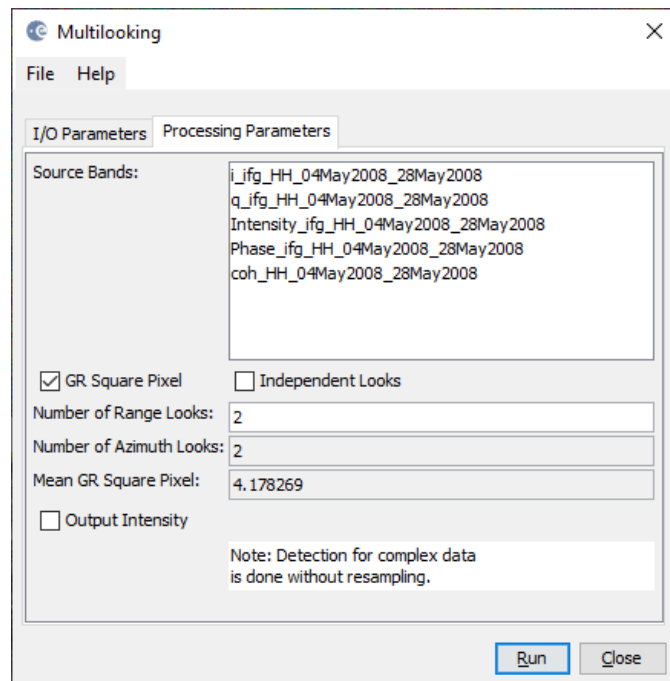 Multilooking
File Help
I/O Parameters Processing Parameters
Source Bands:
i_ifg_HH_04May2008_28May2008
q_ifg_HH_04May2008_28May2008
Intensity_ifg_HH_04May2008_28May2008
Phase_ifg_HH_04May2008_28May2008
coh_HH_04May2008_28May2008
GR Square Pixel Independent Looks
Number of Range Looks: 2
Number of Azimuth Looks: 2
Mean GR Square Pixel: 4.178269
Output Intensity
Note: Detection for complex data
is done without resampling.
Run Close